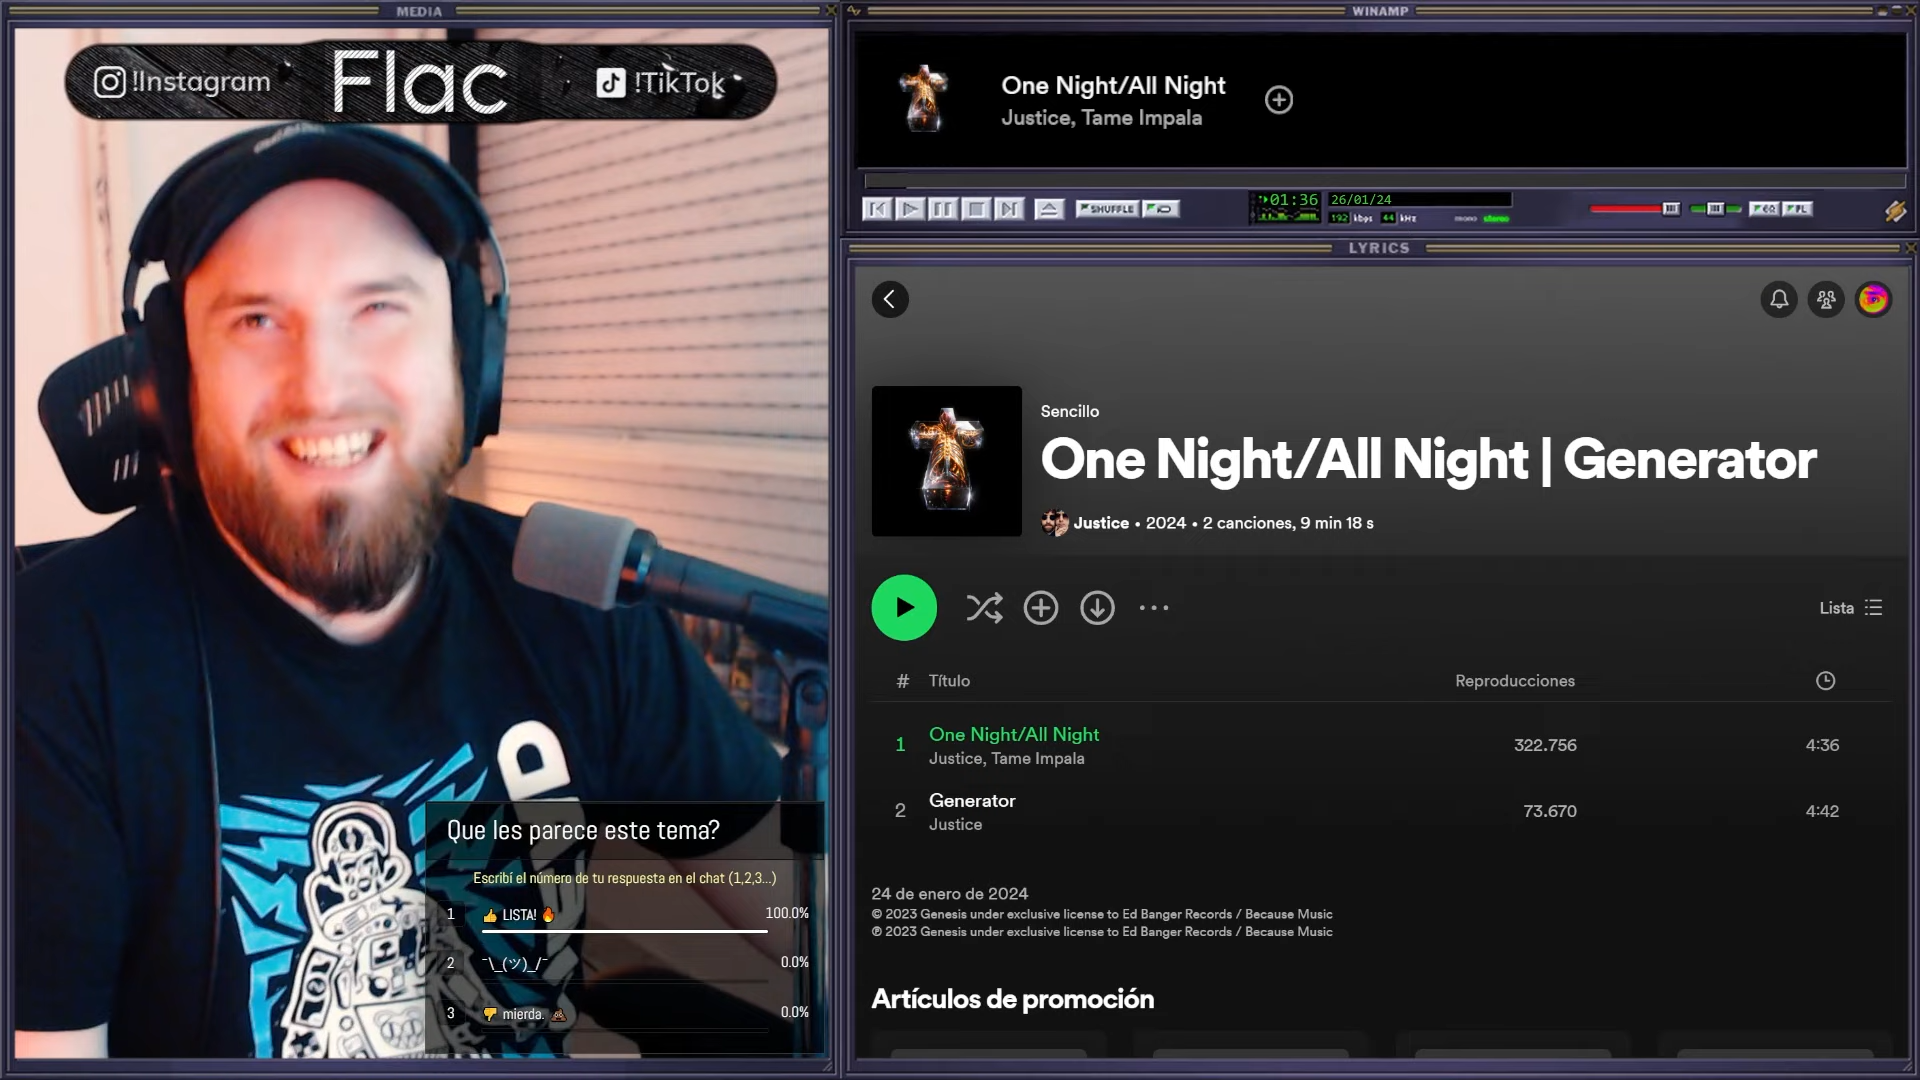 MEDIA
!Instagram
Flac
!TikTok
WINAMP
One Night/All Night
Justice, Tame Impala
SHUFFLE
01:36
26/01/24
192 kbps 44 kHz
mono stereo
EQ
PL
LYRICS
Sencillo
One Night/All Night | Generator
Justice • 2024 • 2 canciones, 9 min 18 s
Lista
# Título Reproducciones
1 One Night/All Night 322.756 4:36
Justice, Tame Impala
2 Generator 73.670 4:42
Justice
24 de enero de 2024
© 2023 Genesis under exclusive license to Ed Banger Records / Because Music
℗ 2023 Genesis under exclusive license to Ed Banger Records / Because Music
Artículos de promoción
Que les parece este tema?
Escribí el número de tu respuesta en el chat (1,2,3...)
1 👍 LISTA! 🔥 100.0%
2 ¯\_(ツ)_/¯ 0.0%
3 👎 mierda. 💩 0.0%